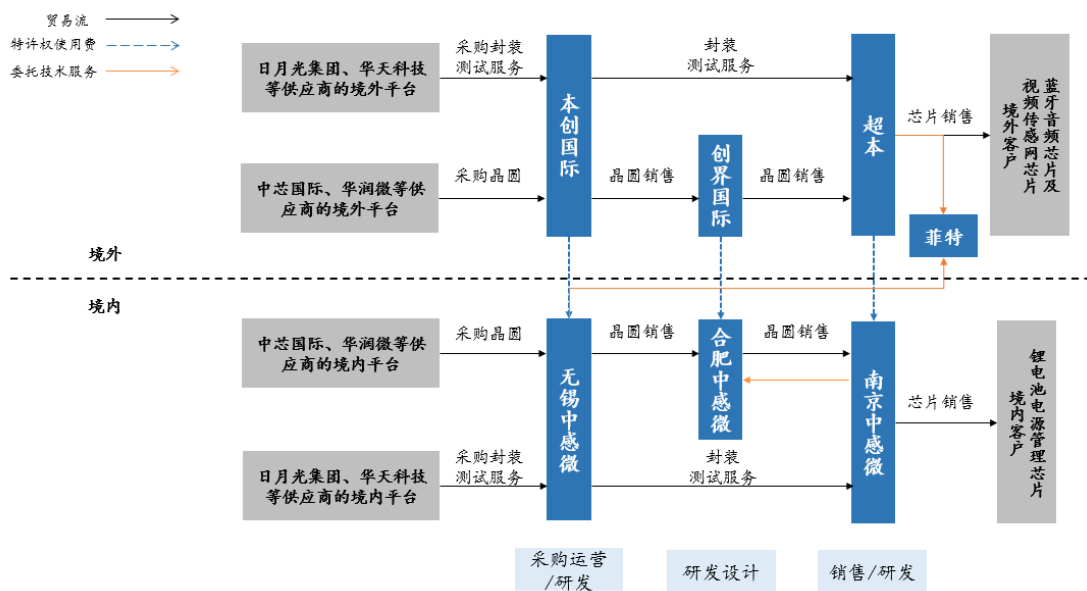 贸易流
特许权使用费
委托技术服务
日月光集团、华天科技
等供应商的境外平台
采购封装
测试服务
本创国际
封装
测试服务
超本
芯片销售
蓝牙音频芯片及
视频传感网芯片
境外客户
中芯国际、华润微等供
应商的境外平台
采购晶圆
晶圆销售
创界国际
晶圆销售
菲特
境外
境内
中芯国际、华润微等供
应商的境内平台
采购晶圆
无锡中感微
晶圆销售
合肥中感微
晶圆销售
南京中感微
芯片销售
锂电池电源管理芯片
境内客户
日月光集团、华天科技
等供应商的境内平台
采购封装
测试服务
封装
测试服务
采购运营
/研发
研发设计
销售/研发